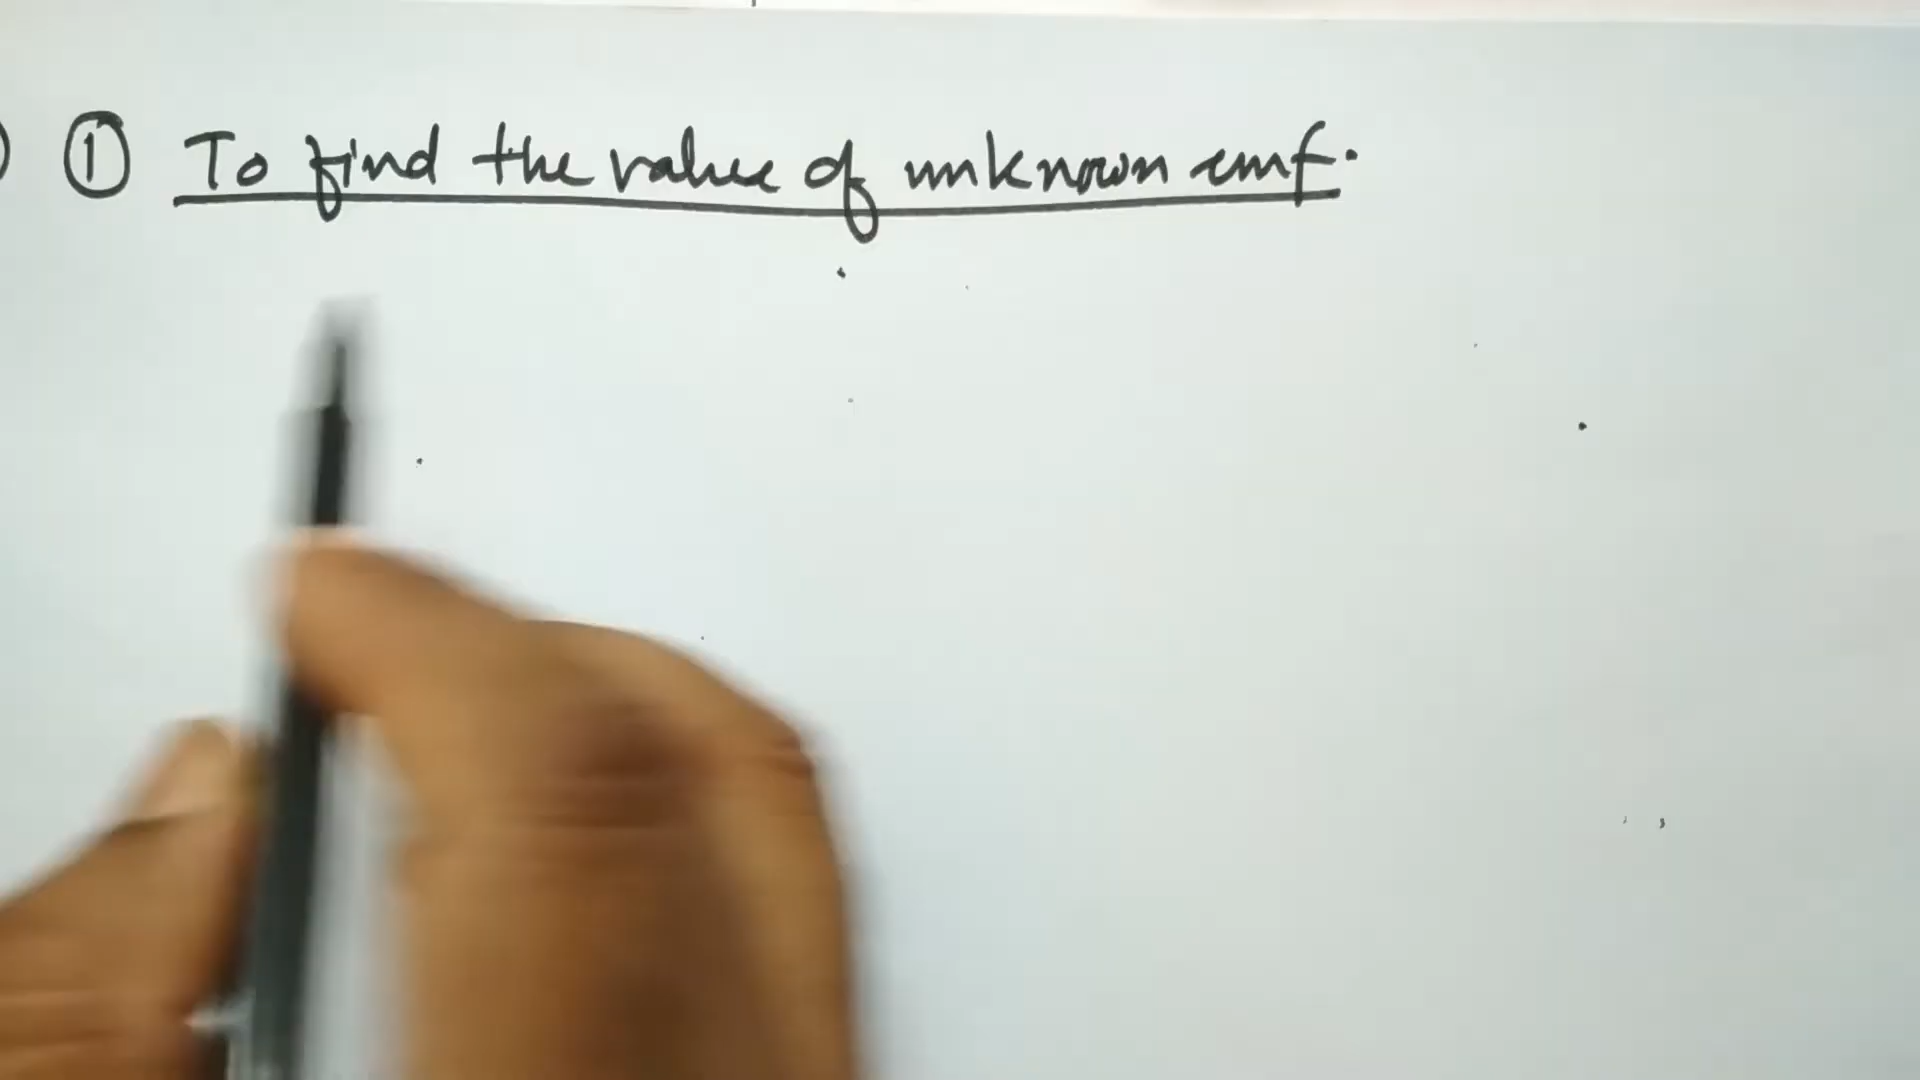 ① To find the value of unknown emf.